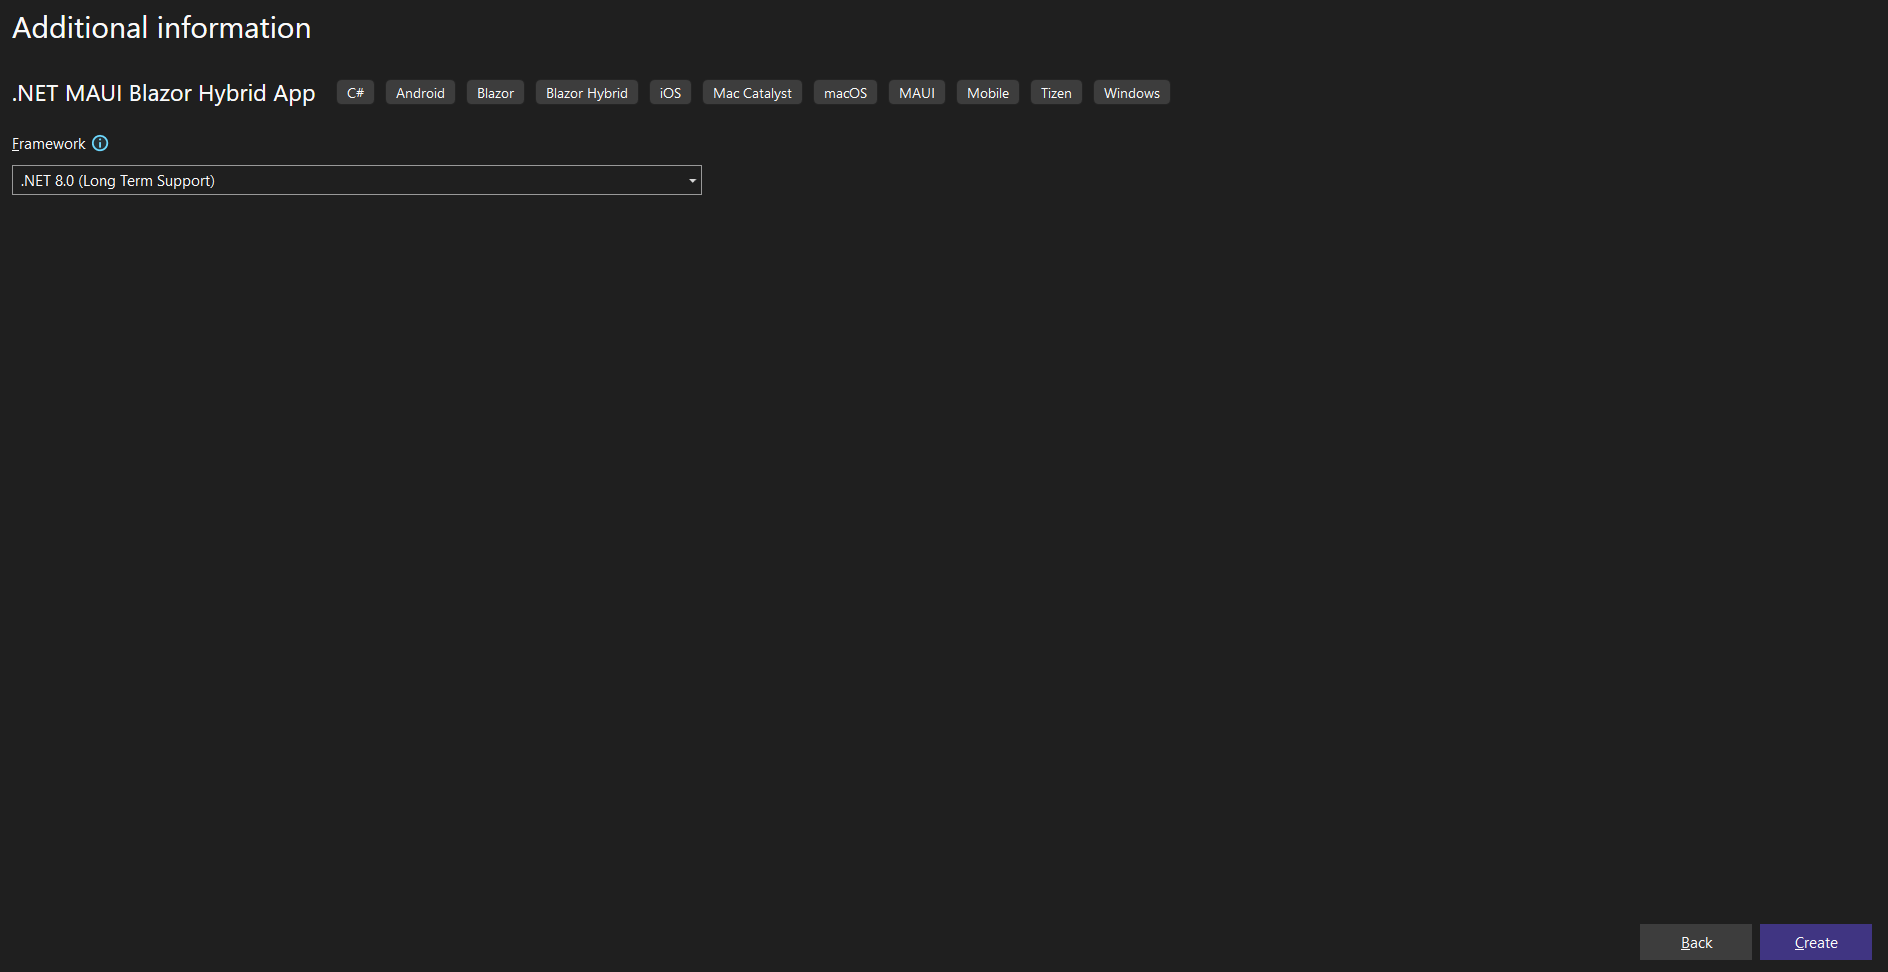 Additional information
.NET MAUI Blazor Hybrid App C# Android Blazor Blazor Hybrid iOS Mac Catalyst macOS MAUI Mobile Tizen Windows
Framework
.NET 8.0 (Long Term Support)
Back Create